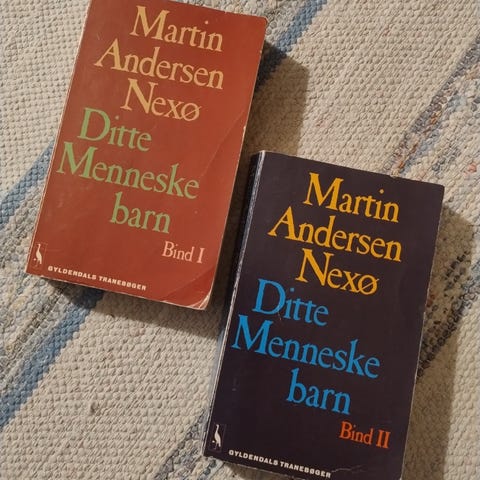 Martin
Andersen
Nexø
Ditte
Menneske
barn
Bind I
GYLDENDALS TRANEBØGER
Martin
Andersen
Nexø
Ditte
Menneske
barn
Bind II
GYLDENDALS TRANEBØGER